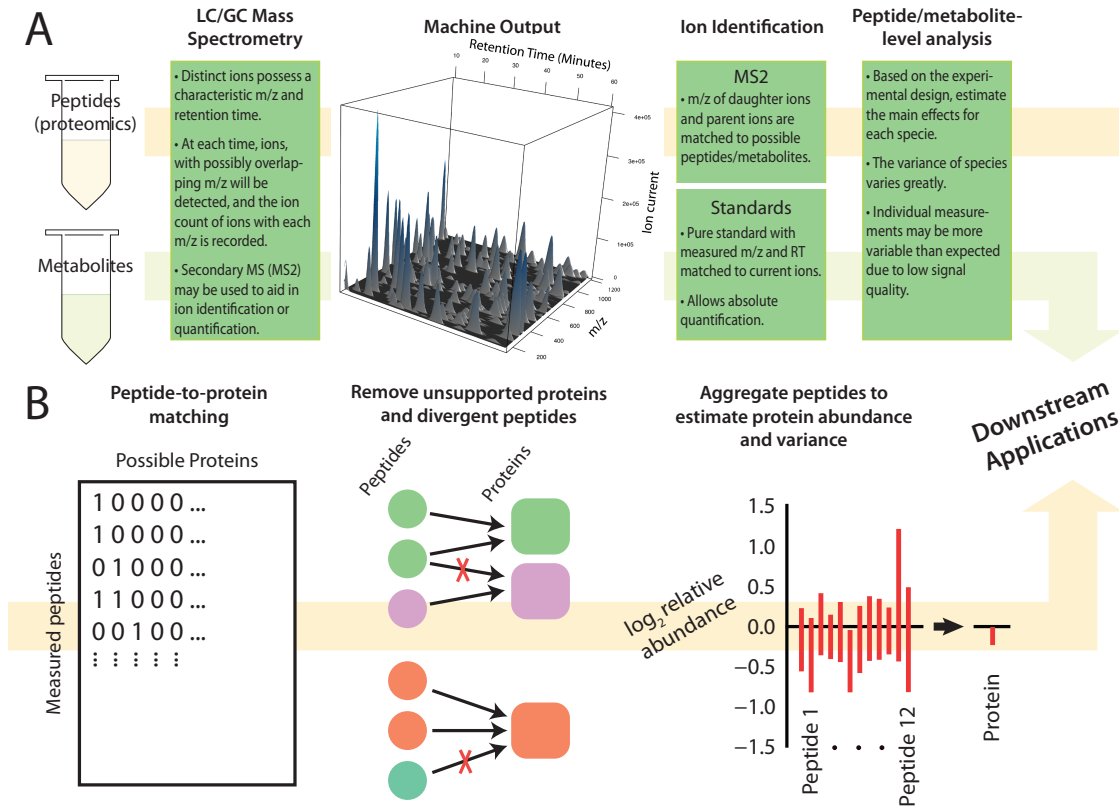 A
LC/GC Mass
Spectrometry
Machine Output
Ion Identification
Peptide/metabolite-
level analysis
Peptides
(proteomics)
Metabolites
• Distinct ions possess a
characteristic m/z and
retention time.
• At each time, ions,
with possibly overlap-
ping m/z will be
detected, and the ion
count of ions with each
m/z is recorded.
• Secondary MS (MS2)
may be used to aid in
ion identification or
quantification.
Retention Time (Minutes)
10
20
30
40
50
60
4e+05
3e+05
2e+05
1e+05
0
Ion current
1200
1000
800
600
400
200
m/z
MS2
• m/z of daughter ions
and parent ions are
matched to possible
peptides/metabolites.
Standards
• Pure standard with
measured m/z and RT
matched to current ions.
• Allows absolute
quantification.
• Based on the experi-
mental design, estimate
the main effects for
each specie.
• The variance of species
varies greatly.
• Individual measure-
ments may be more
variable than expected
due to low signal
quality.
B
Peptide-to-protein
matching
Possible Proteins
Measured peptides
1 0 0 0 0 ...
1 0 0 0 0 ...
0 1 0 0 0 ...
1 1 0 0 0 ...
0 0 1 0 0 ...
Remove unsupported proteins
and divergent peptides
Peptides
Proteins
Aggregate peptides to
estimate protein abundance
and variance
log2 relative
abundance
1.5
1.0
0.5
0.0
−0.5
−1.0
−1.5
Peptide 1
. . .
Peptide 12
Protein
Downstream
Applications